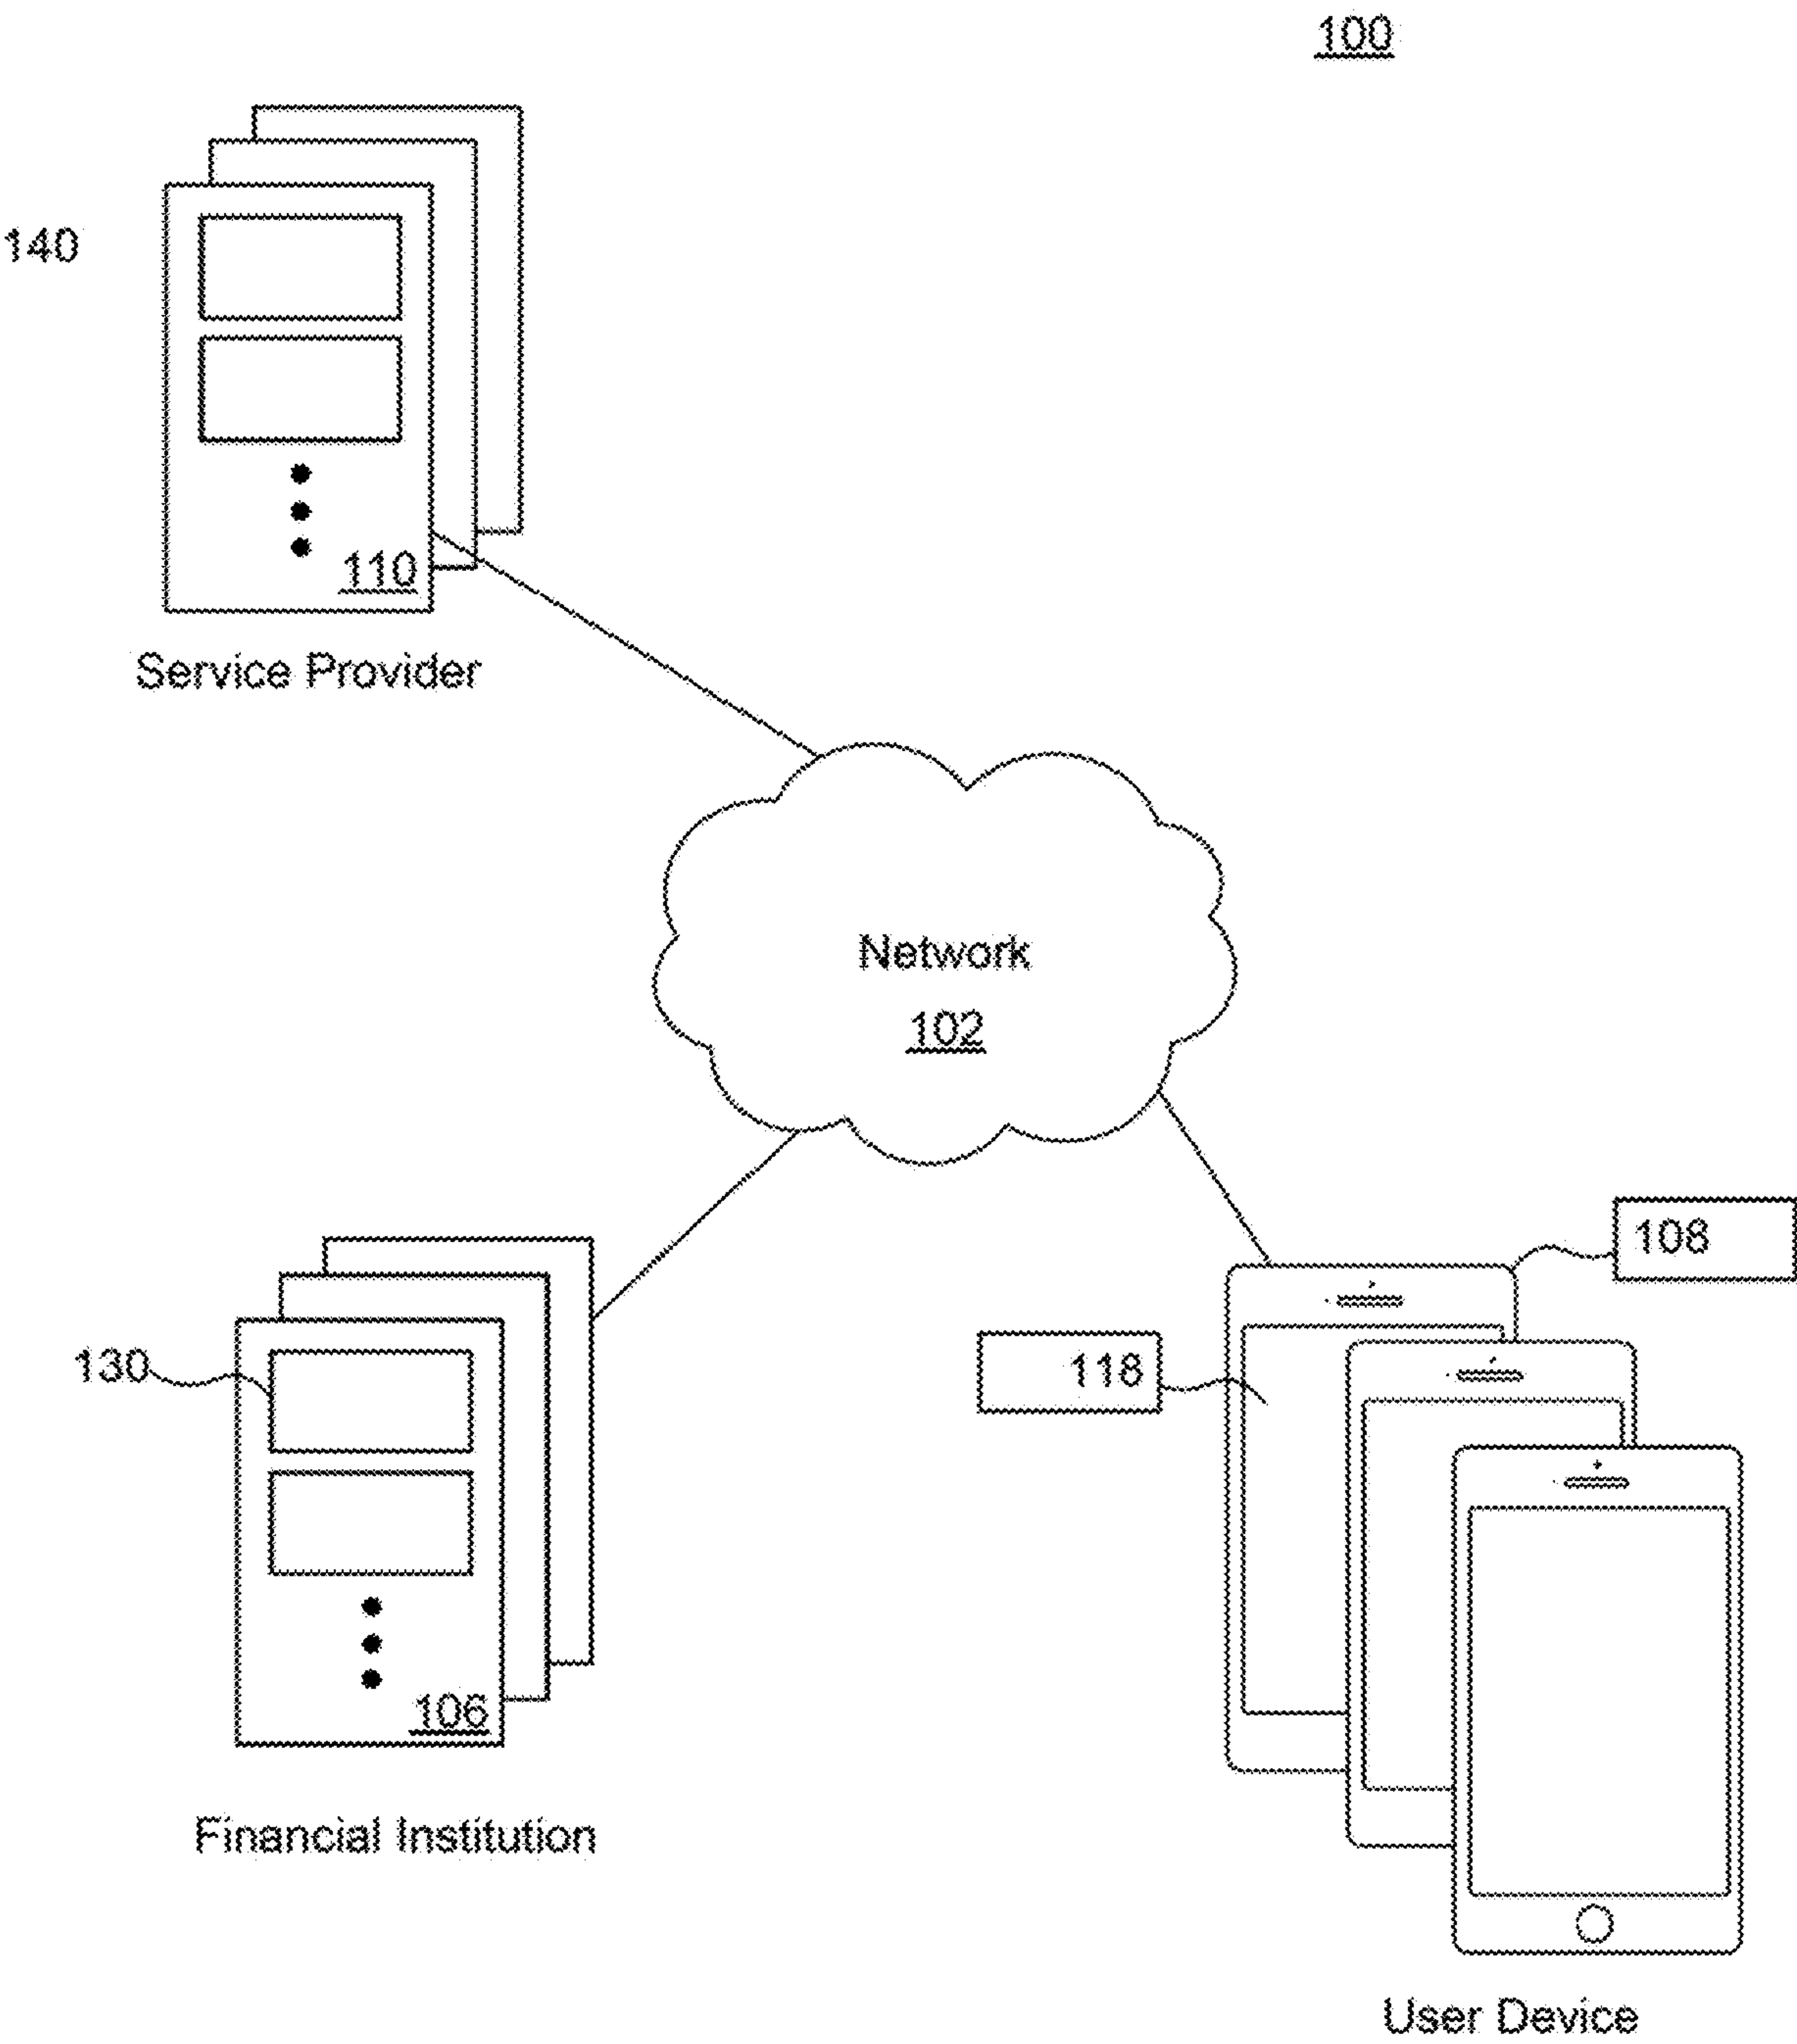 100
140
110
Service Provider
Network
102
108
118
130
106
Financial Institution
User Device